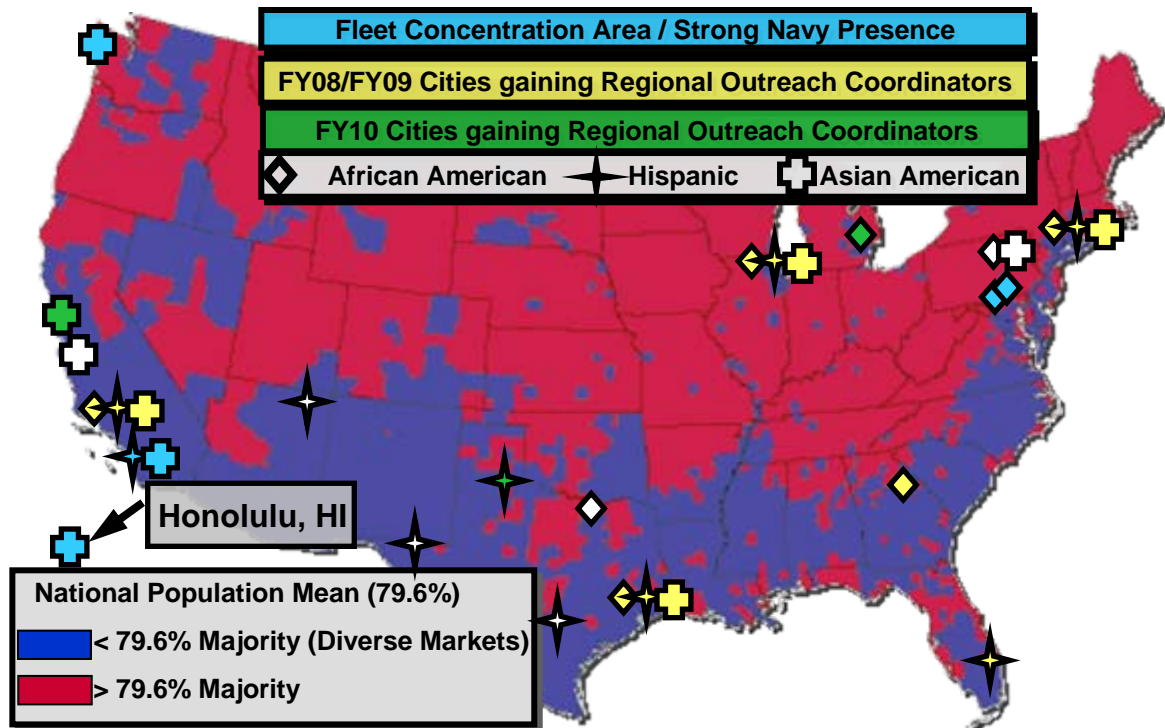 Fleet Concentration Area / Strong Navy Presence
FY08/FY09 Cities gaining Regional Outreach Coordinators
FY10 Cities gaining Regional Outreach Coordinators
African American Hispanic Asian American
Honolulu, HI
National Population Mean (79.6%)
< 79.6% Majority (Diverse Markets)
> 79.6% Majority